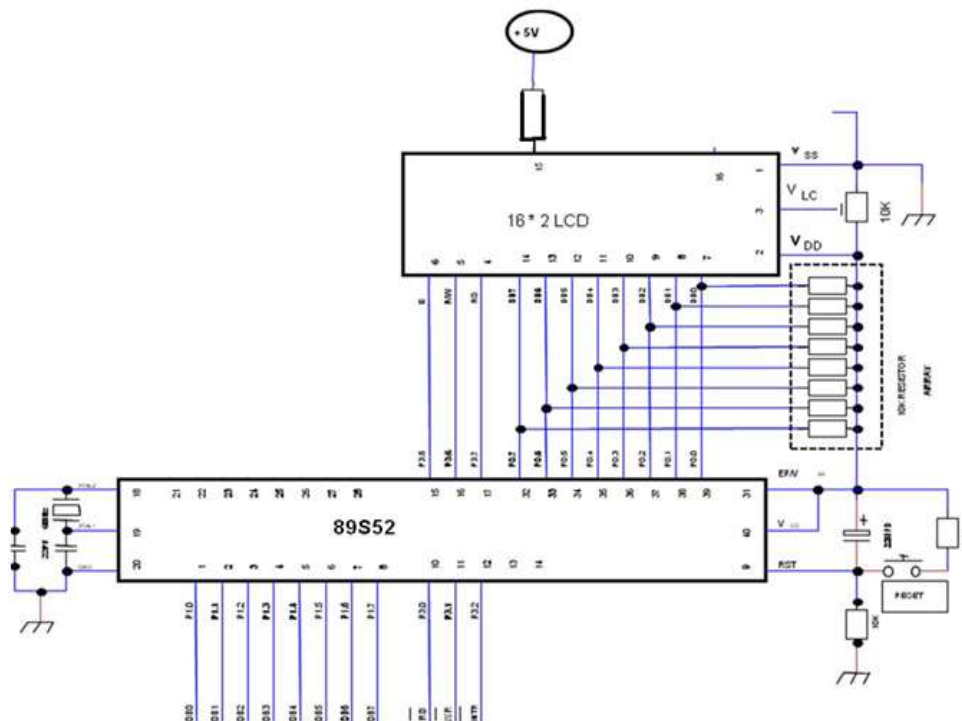 +5V
15
16
1
V SS
V LC
3
10K
16 * 2 LCD
V DD
2
6 5 4 14 13 12 11 10 9 8 7
E R/W RS DB7 DB6 DB5 DB4 DB3 DB2 DB1 DB0
10K RESISTOR
ARRAY
P3.5 P3.6 P3.7 P0.7 P0.6 P0.5 P0.4 P0.3 P0.2 P0.1 P0.0
18 21 22 23 24 25 26 27 28 15 16 17 32 33 34 35 36 37 38 39 31
89S52
19
40
V
20 1 2 3 4 5 6 7 8 10 11 12 13 14 9
RST
RESET
10K
P1.0 P1.1 P1.2 P1.3 P1.4 P1.5 P1.6 P1.7 P3.0 P3.1 P3.2
DB0 DB1 DB2 DB3 DB4 DB5 DB6 DB7 RD